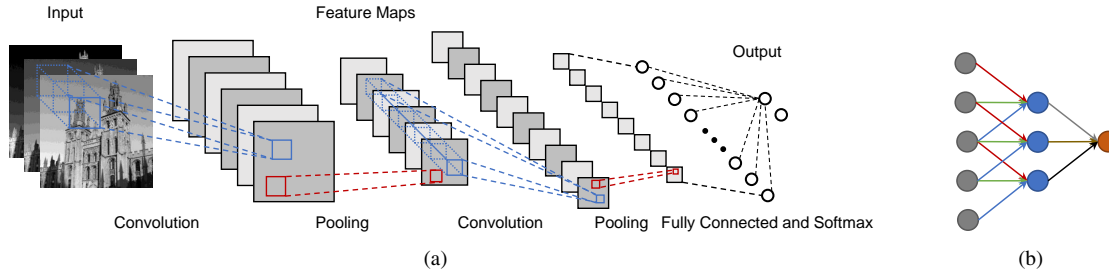 Input
Feature Maps
Output
Convolution
Pooling
Convolution
Pooling
Fully Connected and Softmax
(a)
(b)